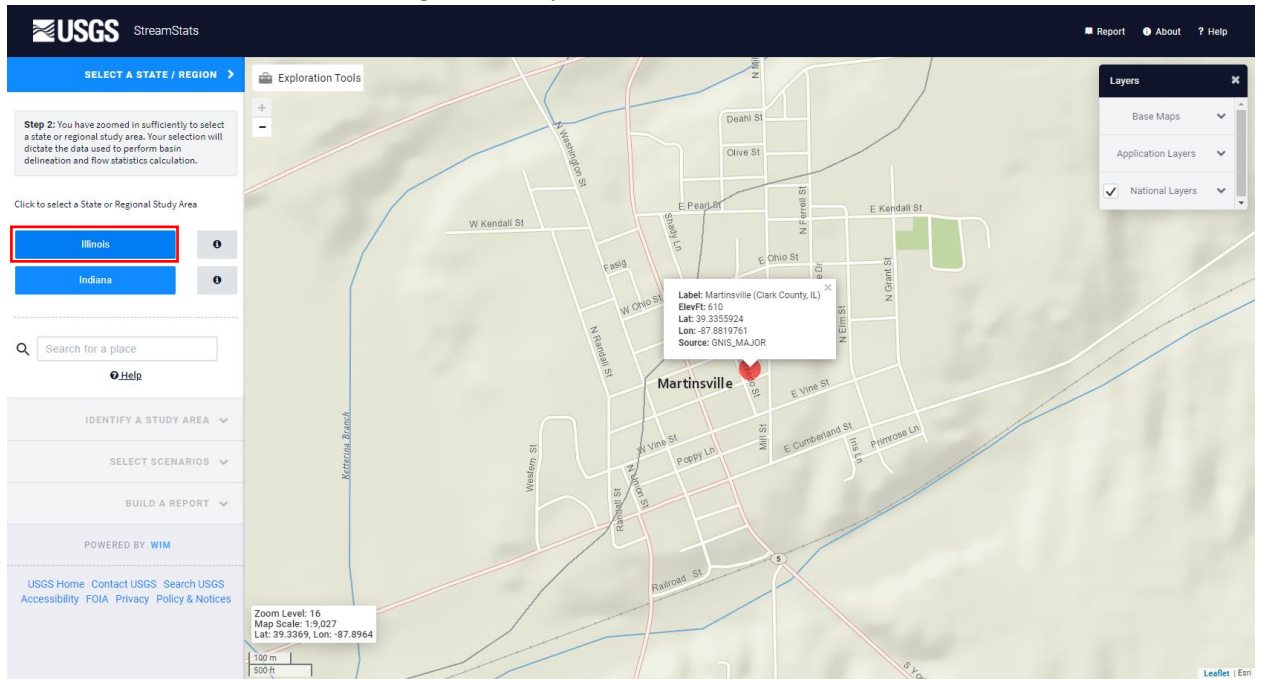 USGS StreamStats
Report About ? Help
SELECT A STATE / REGION
Step 2: You have zoomed in sufficiently to select
a state or regional study area. Your selection will
dictate the data used to perform basin
delineation and flow statistics calculation.
Click to select a State or Regional Study Area
Illinois
Indiana
Search for a place
Help
IDENTIFY A STUDY AREA
SELECT SCENARIOS
BUILD A REPORT
POWERED BY WIM
USGS Home Contact USGS Search USGS
Accessibility FOIA Privacy Policy & Notices
Exploration Tools
+
-
Layers
Base Maps
Application Layers
National Layers
N Washington St
Deahl St
Olive St
E Pearl St
Shady Ln
N Ferrell St
E Kendall St
W Kendall St
Fasig
E Ohio St
N Grant St
W Ohio St
N Elm St
Label: Martinsville (Clark County, IL)
ElevFt: 610
Lat: 39.3355924
Lon: -87.8819761
Source: GNIS_MAJOR
N Randall St
Martinsville
E Vine St
Ketterina Branch
Western St
W Vine St
Poppy Ln
Mill St
E Cumberland St
Iris Ln
Primrose Ln
N Union St
Randall St
5
Railroad St
Zoom Level: 16
Map Scale: 1:9,027
Lat: 39.3369, Lon: -87.8964
100 m
500 ft
Leaflet | Esri